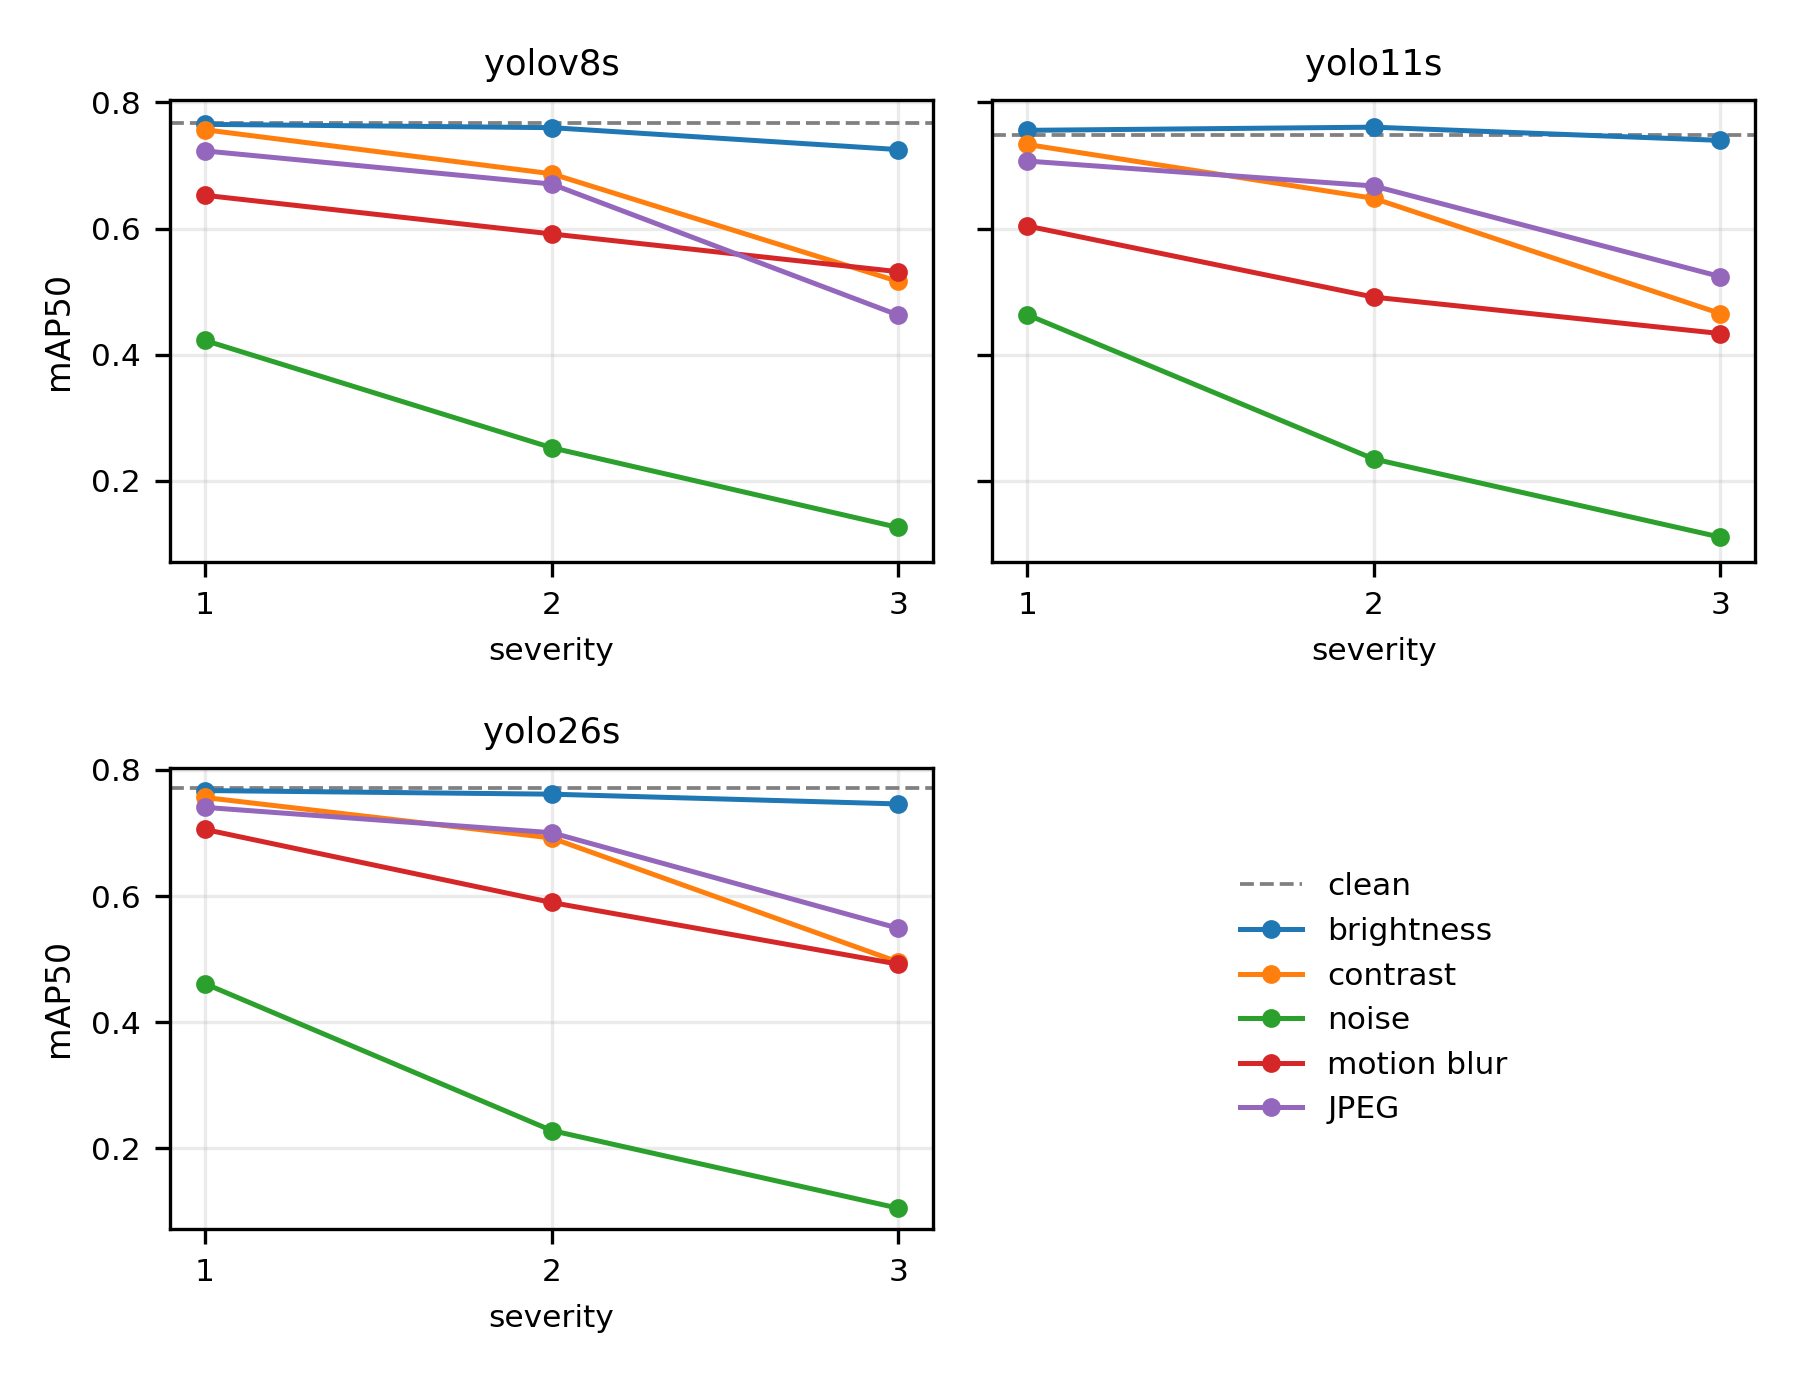 yolov8s
yolo11s
0.8
0.6
0.4
0.2
mAP50
1 2 3
1 2 3
severity
severity
yolo26s
0.8
0.6
0.4
0.2
mAP50
1 2 3
severity
clean
brightness
contrast
noise
motion blur
JPEG